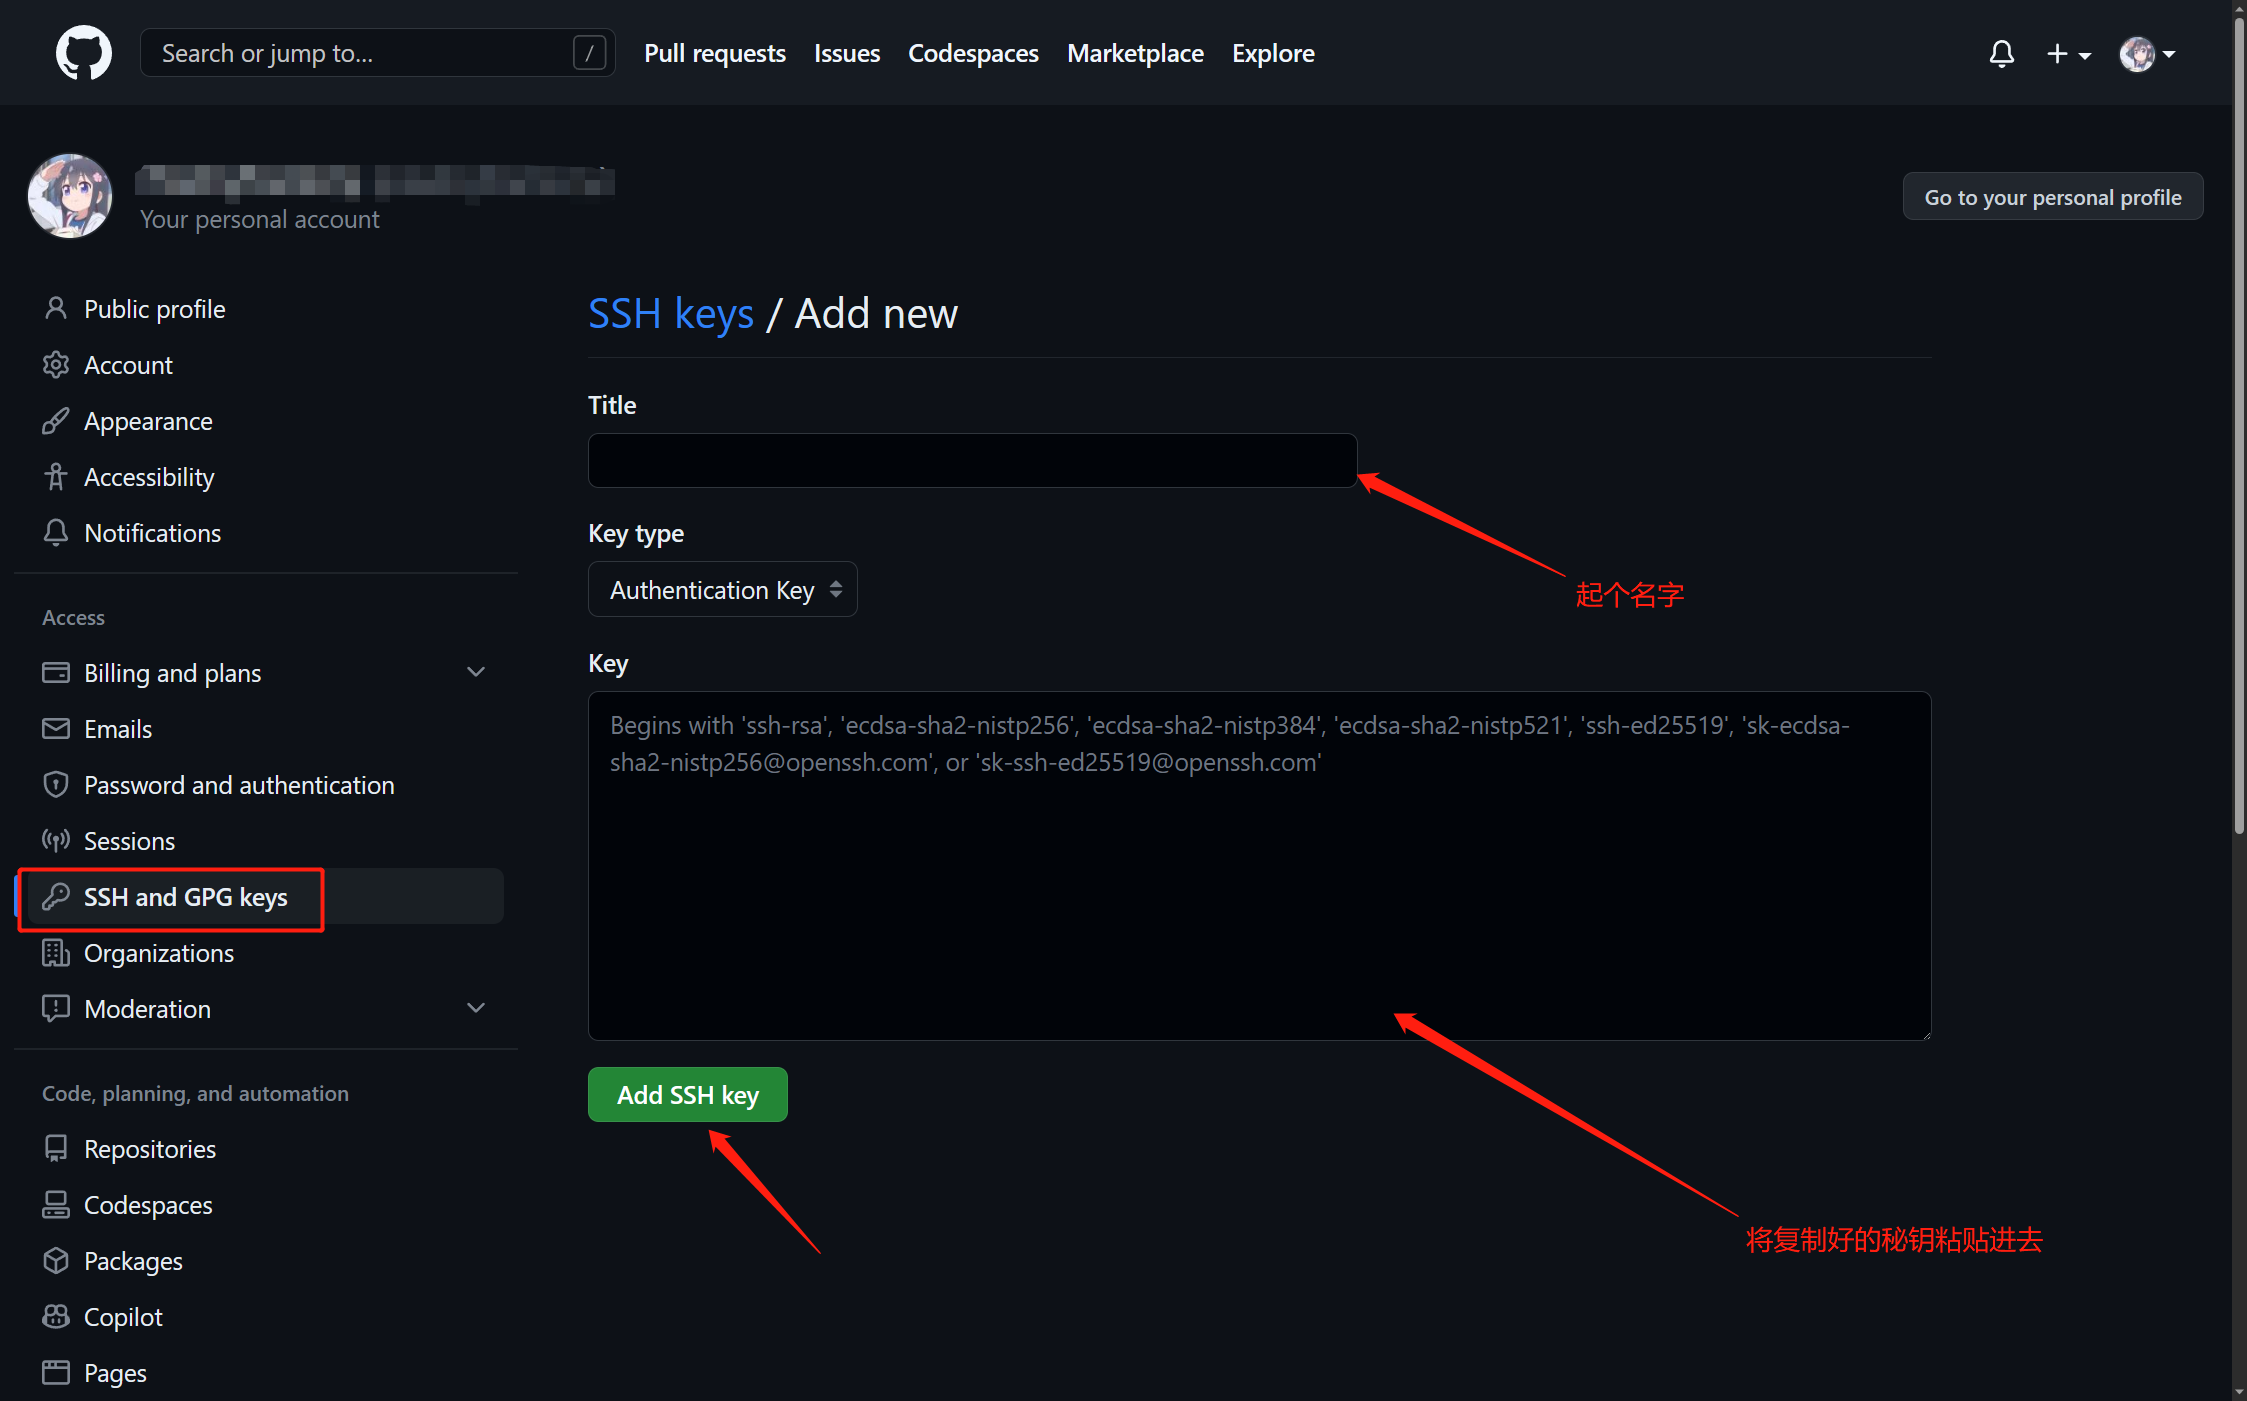 Search or jump to...
/
Pull requests
Issues
Codespaces
Marketplace
Explore
Your personal account
Go to your personal profile
Public profile
Account
Appearance
Accessibility
Notifications
Access
Billing and plans
Emails
Password and authentication
Sessions
SSH and GPG keys
Organizations
Moderation
Code, planning, and automation
Repositories
Codespaces
Packages
Copilot
Pages
SSH keys / Add new
Title
起个名字
Key type
Authentication Key
Key
Begins with 'ssh-rsa', 'ecdsa-sha2-nistp256', 'ecdsa-sha2-nistp384', 'ecdsa-sha2-nistp521', 'ssh-ed25519', 'sk-ecdsa-
sha2-nistp256@openssh.com', or 'sk-ssh-ed25519@openssh.com'
Add SSH key
将复制好的秘钥粘贴进去